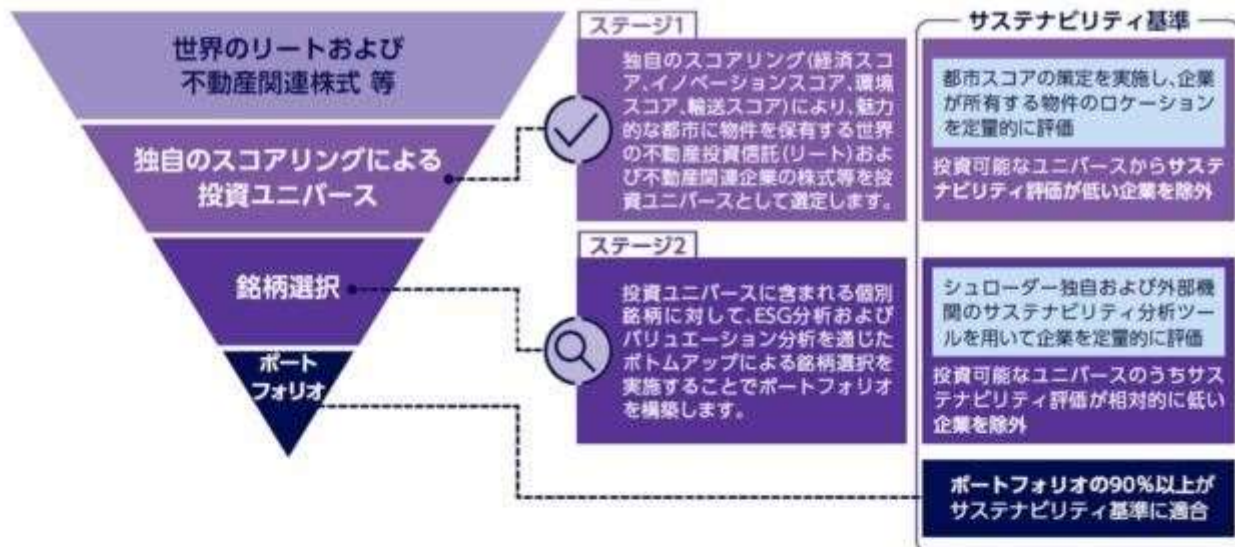 世界のリートおよび
不動産関連株式 等
独自のスコアリングによる
投資ユニバース
銘柄選択
ポート
フォリオ
ステージ1
独自のスコアリング(経済スコ
ア、イノベーションスコア、環境
スコア、輸送スコア)により、魅力
的な都市に物件を保有する世界
の不動産投資信託(リート)およ
び不動産関連企業の株式等を投
資ユニバースとして選定します。
ステージ2
投資ユニバースに含まれる個別
銘柄に対して、ESG分析および
バリュエーション分析を通じた
ボトムアップによる銘柄選択を
実施することでポートフォリオ
を構築します。
サステナビリティ基準
都市スコアの策定を実施し、企業
が所有する物件のロケーション
を定量的に評価
投資可能なユニバースからサステ
ナビリティ評価が低い企業を除外
シュローダー独自および外部機
関のサステナビリティ分析ツー
ルを用いて企業を定量的に評価
投資可能なユニバースのうちサス
テナビリティ評価が相対的に低い
企業を除外
ポートフォリオの90%以上が
サステナビリティ基準に適合